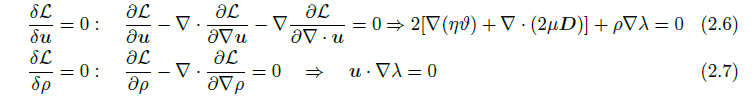 δℒ/δ𝒖 = 0 : ∂ℒ/∂𝒖 − ∇ · ∂ℒ/∂∇𝒖 − ∇ ∂ℒ/∂∇ · 𝒖 = 0 ⇒ 2[∇(ηϑ) + ∇ · (2μ𝑫)] + ρ∇λ = 0 (2.6)
δℒ/δρ = 0 : ∂ℒ/∂ρ − ∇ · ∂ℒ/∂∇ρ = 0 ⇒ 𝒖 · ∇λ = 0 (2.7)